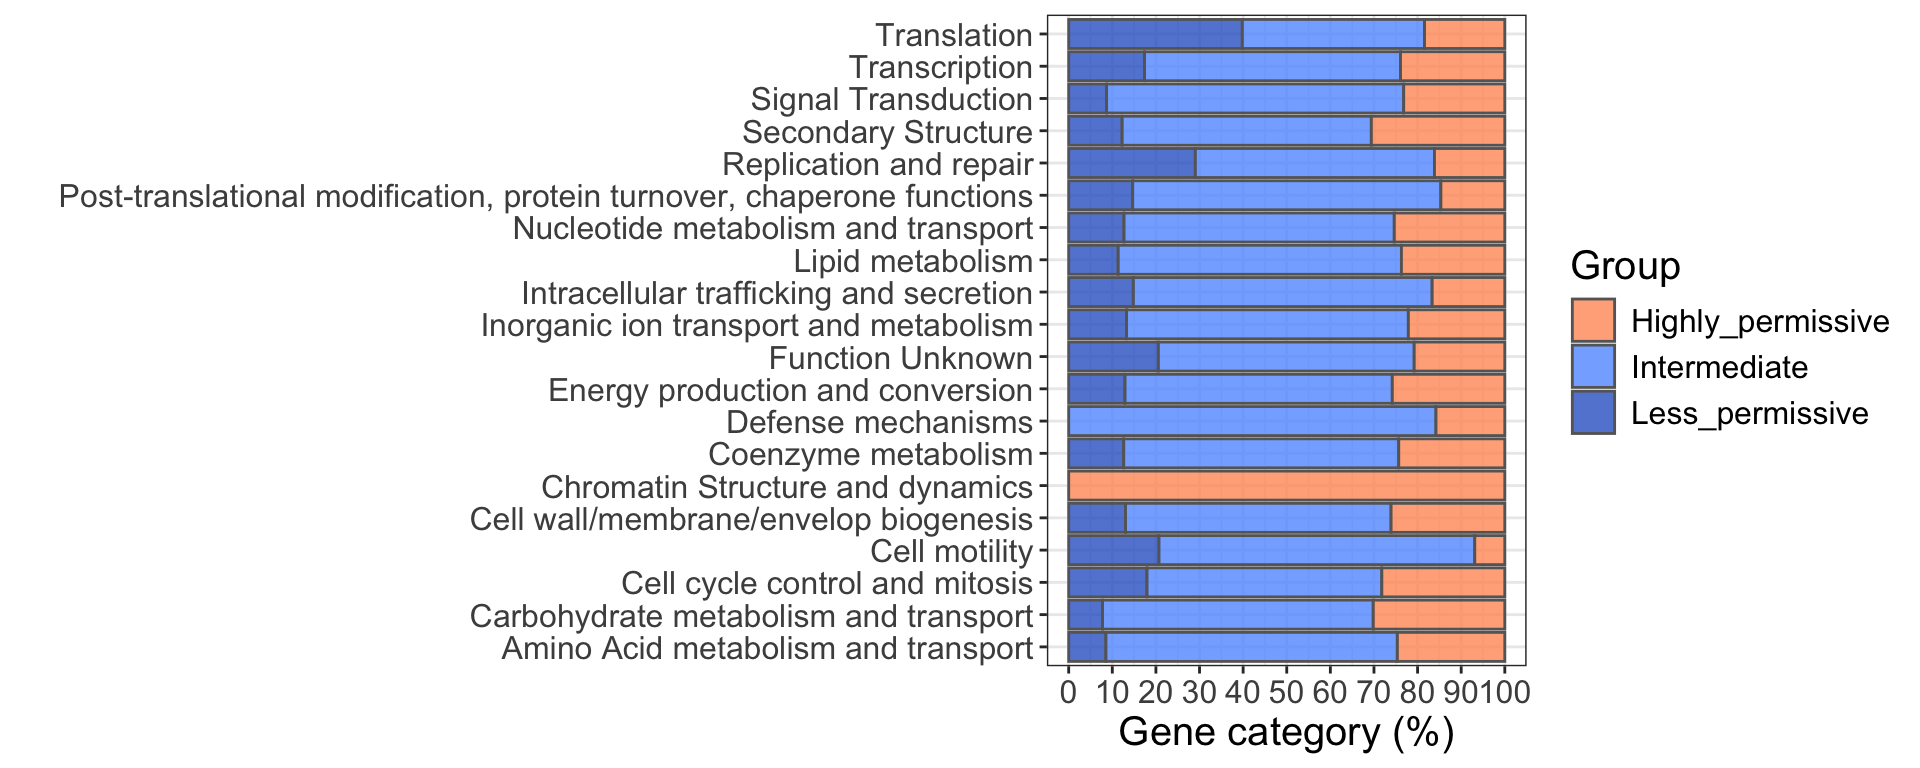 Translation
Transcription
Signal Transduction
Secondary Structure
Replication and repair
Post-translational modification, protein turnover, chaperone functions
Nucleotide metabolism and transport
Lipid metabolism
Intracellular trafficking and secretion
Inorganic ion transport and metabolism
Function Unknown
Energy production and conversion
Defense mechanisms
Coenzyme metabolism
Chromatin Structure and dynamics
Cell wall/membrane/envelop biogenesis
Cell motility
Cell cycle control and mitosis
Carbohydrate metabolism and transport
Amino Acid metabolism and transport
0 10 20 30 40 50 60 70 80 90 100
Gene category (%)
Group
Highly_permissive
Intermediate
Less_permissive